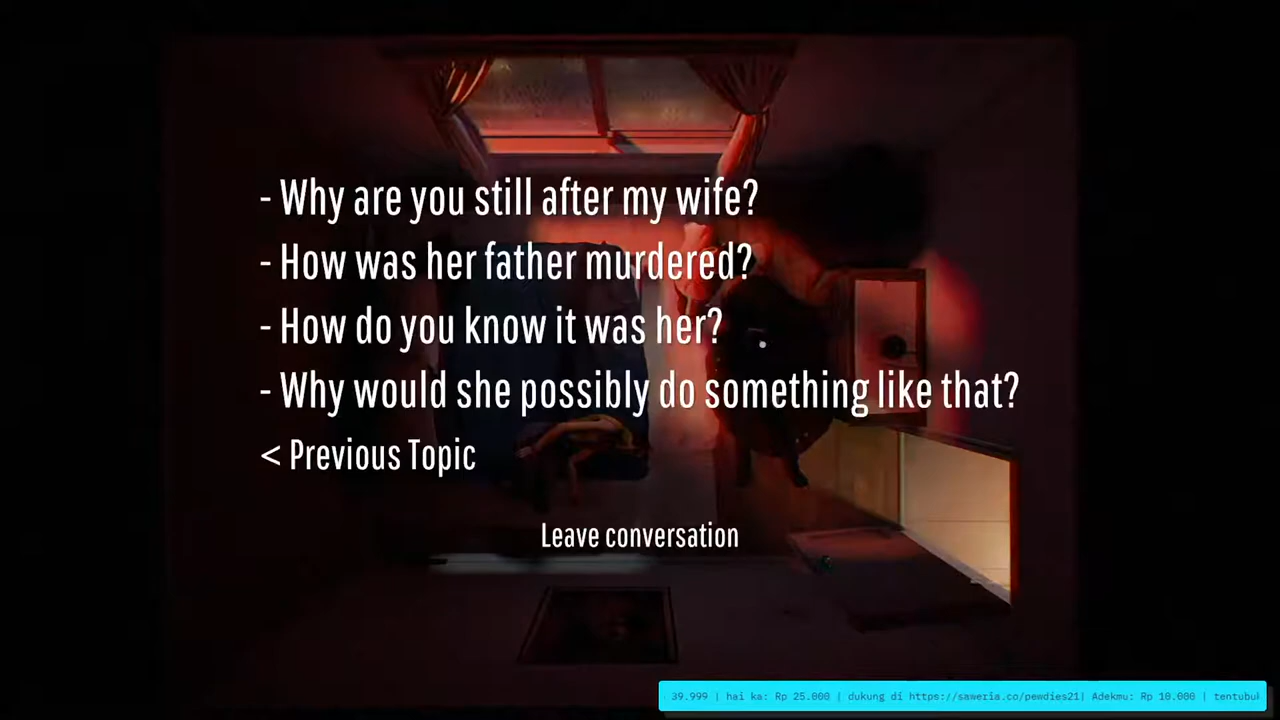 - Why are you still after my wife?
- How was her father murdered?
- How do you know it was her?
- Why would she possibly do something like that?
< Previous Topic
Leave conversation
39.999 | hai ka: Rp 25.000 | dukung di https://saweria.co/pewdies21| Adekmu: Rp 10.000 | tentubul